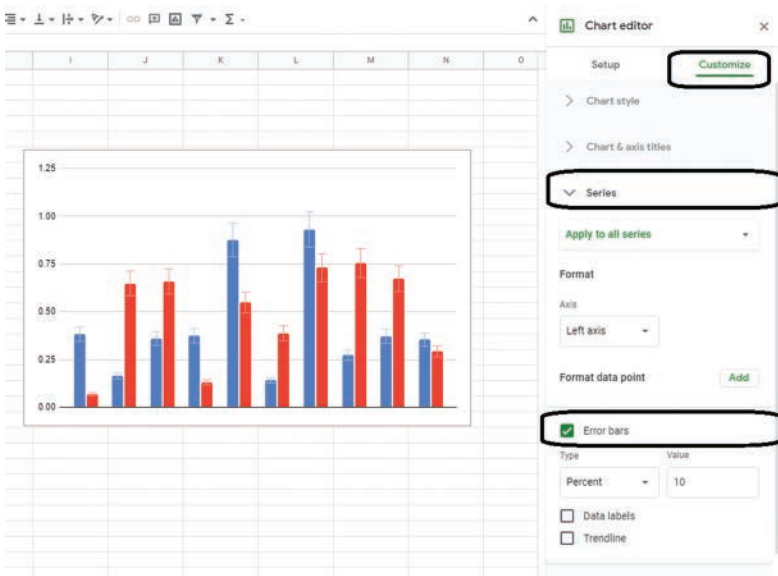 Chart editor
Setup Customize
I J K L M N O
Chart style
Chart & axis titles
Series
Apply to all series
Format
Axis
Left axis
Format data point Add
Error bars
Type Value
Percent 10
Data labels
Trendline
1.25
1.00
0.75
0.50
0.25
0.00